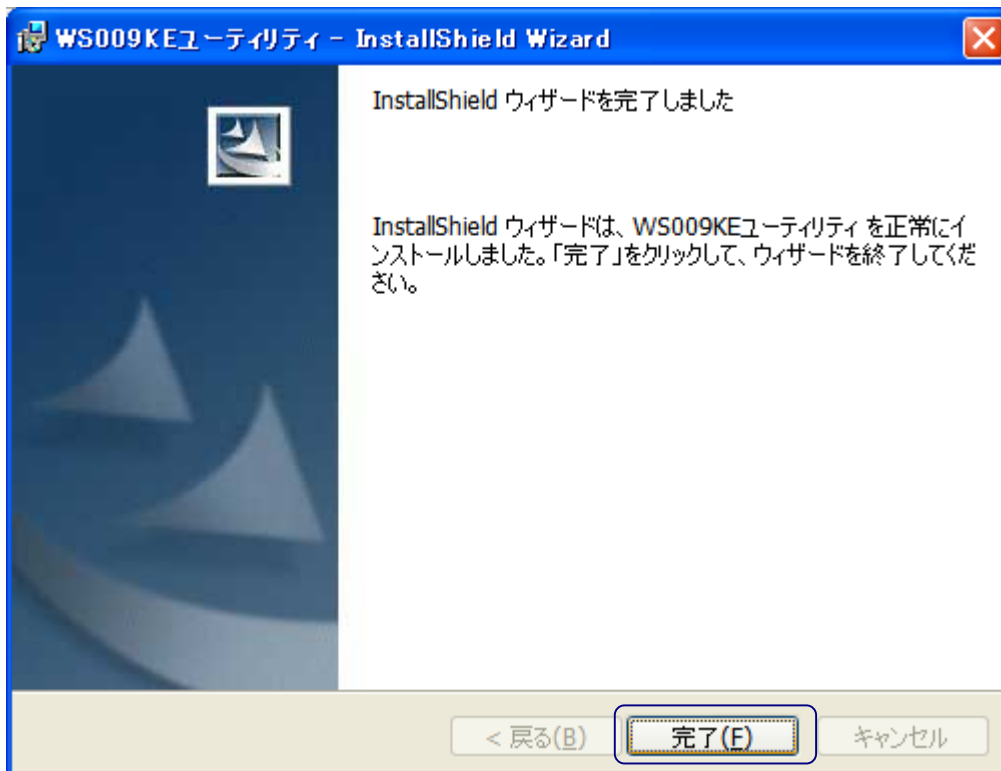 WS009KEユーティリティ - InstallShield Wizard
InstallShield ウィザードを完了しました
InstallShield ウィザードは、WS009KEユーティリティ を正常にイ
ンストールしました。「完了」をクリックして、ウィザードを終了してくだ
さい。
< 戻る(B) 完了(F) キャンセル